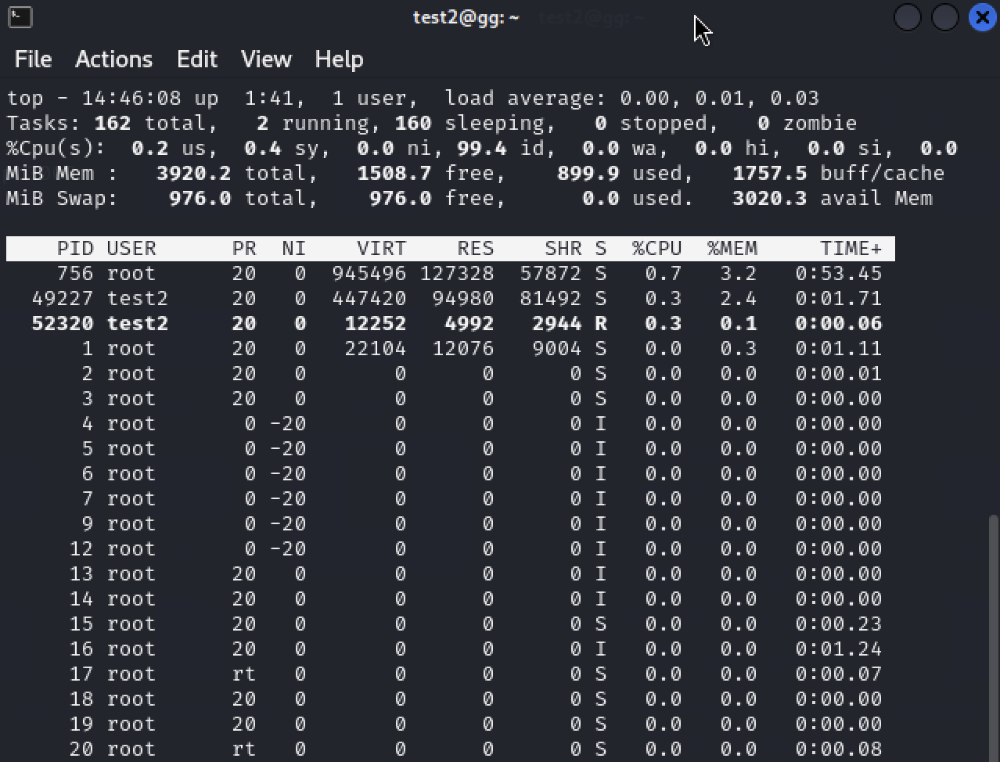 test2@gg: ~
File Actions Edit View Help
top - 14:46:08 up  1:41,  1 user,  load average: 0.00, 0.01, 0.03
Tasks: 162 total,   2 running, 160 sleeping,   0 stopped,   0 zombie
%Cpu(s):  0.2 us,  0.4 sy,  0.0 ni, 99.4 id,  0.0 wa,  0.0 hi,  0.0 si,  0.0
MiB Mem :   3920.2 total,   1508.7 free,    899.9 used,   1757.5 buff/cache
MiB Swap:    976.0 total,    976.0 free,      0.0 used.   3020.3 avail Mem
PID USER      PR  NI    VIRT    RES    SHR S  %CPU  %MEM     TIME+
756 root      20   0  945496 127328  57872 S   0.7   3.2   0:53.45
49227 test2     20   0  447420  94980  81492 S   0.3   2.4   0:01.71
52320 test2     20   0   12252   4992   2944 R   0.3   0.1   0:00.06
1 root      20   0   22104  12076   9004 S   0.0   0.3   0:01.11
2 root      20   0       0      0      0 S   0.0   0.0   0:00.01
3 root      20   0       0      0      0 S   0.0   0.0   0:00.00
4 root       0 -20       0      0      0 I   0.0   0.0   0:00.00
5 root       0 -20       0      0      0 I   0.0   0.0   0:00.00
6 root       0 -20       0      0      0 I   0.0   0.0   0:00.00
7 root       0 -20       0      0      0 I   0.0   0.0   0:00.00
9 root       0 -20       0      0      0 I   0.0   0.0   0:00.00
12 root       0 -20       0      0      0 I   0.0   0.0   0:00.00
13 root      20   0       0      0      0 I   0.0   0.0   0:00.00
14 root      20   0       0      0      0 I   0.0   0.0   0:00.00
15 root      20   0       0      0      0 S   0.0   0.0   0:00.23
16 root      20   0       0      0      0 I   0.0   0.0   0:01.24
17 root      rt   0       0      0      0 S   0.0   0.0   0:00.07
18 root      20   0       0      0      0 S   0.0   0.0   0:00.00
19 root      20   0       0      0      0 S   0.0   0.0   0:00.00
20 root      rt   0       0      0      0 S   0.0   0.0   0:00.08